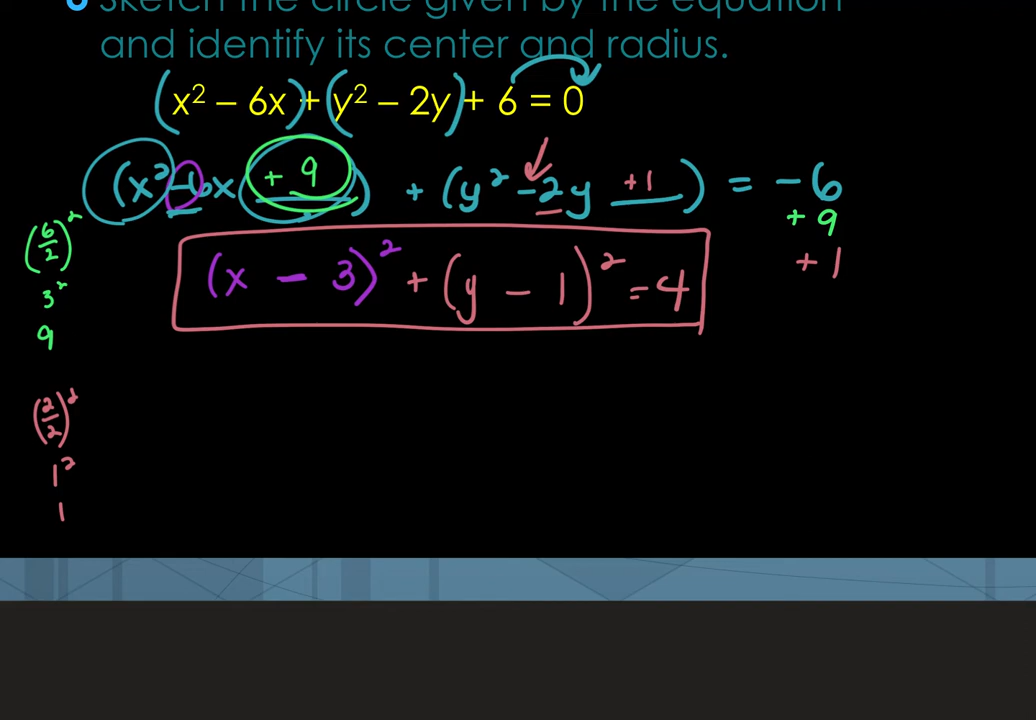 Sketch the circle given by the equation
and identify its center and radius.
(x² – 6x) + (y² – 2y) + 6 = 0
(x² - 6x + 9) + (y² - 2y + 1) = -6
+ 9
+ 1
(x - 3)² + (y - 1)² = 4
(6/2)²
3²
9
(2/2)²
1²
1